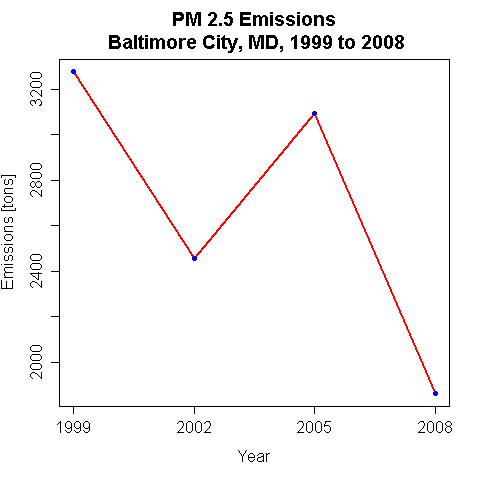 PM 2.5 Emissions
Baltimore City, MD, 1999 to 2008
Emissions [tons]
3200
2800
2400
2000
1999 2002 2005 2008
Year